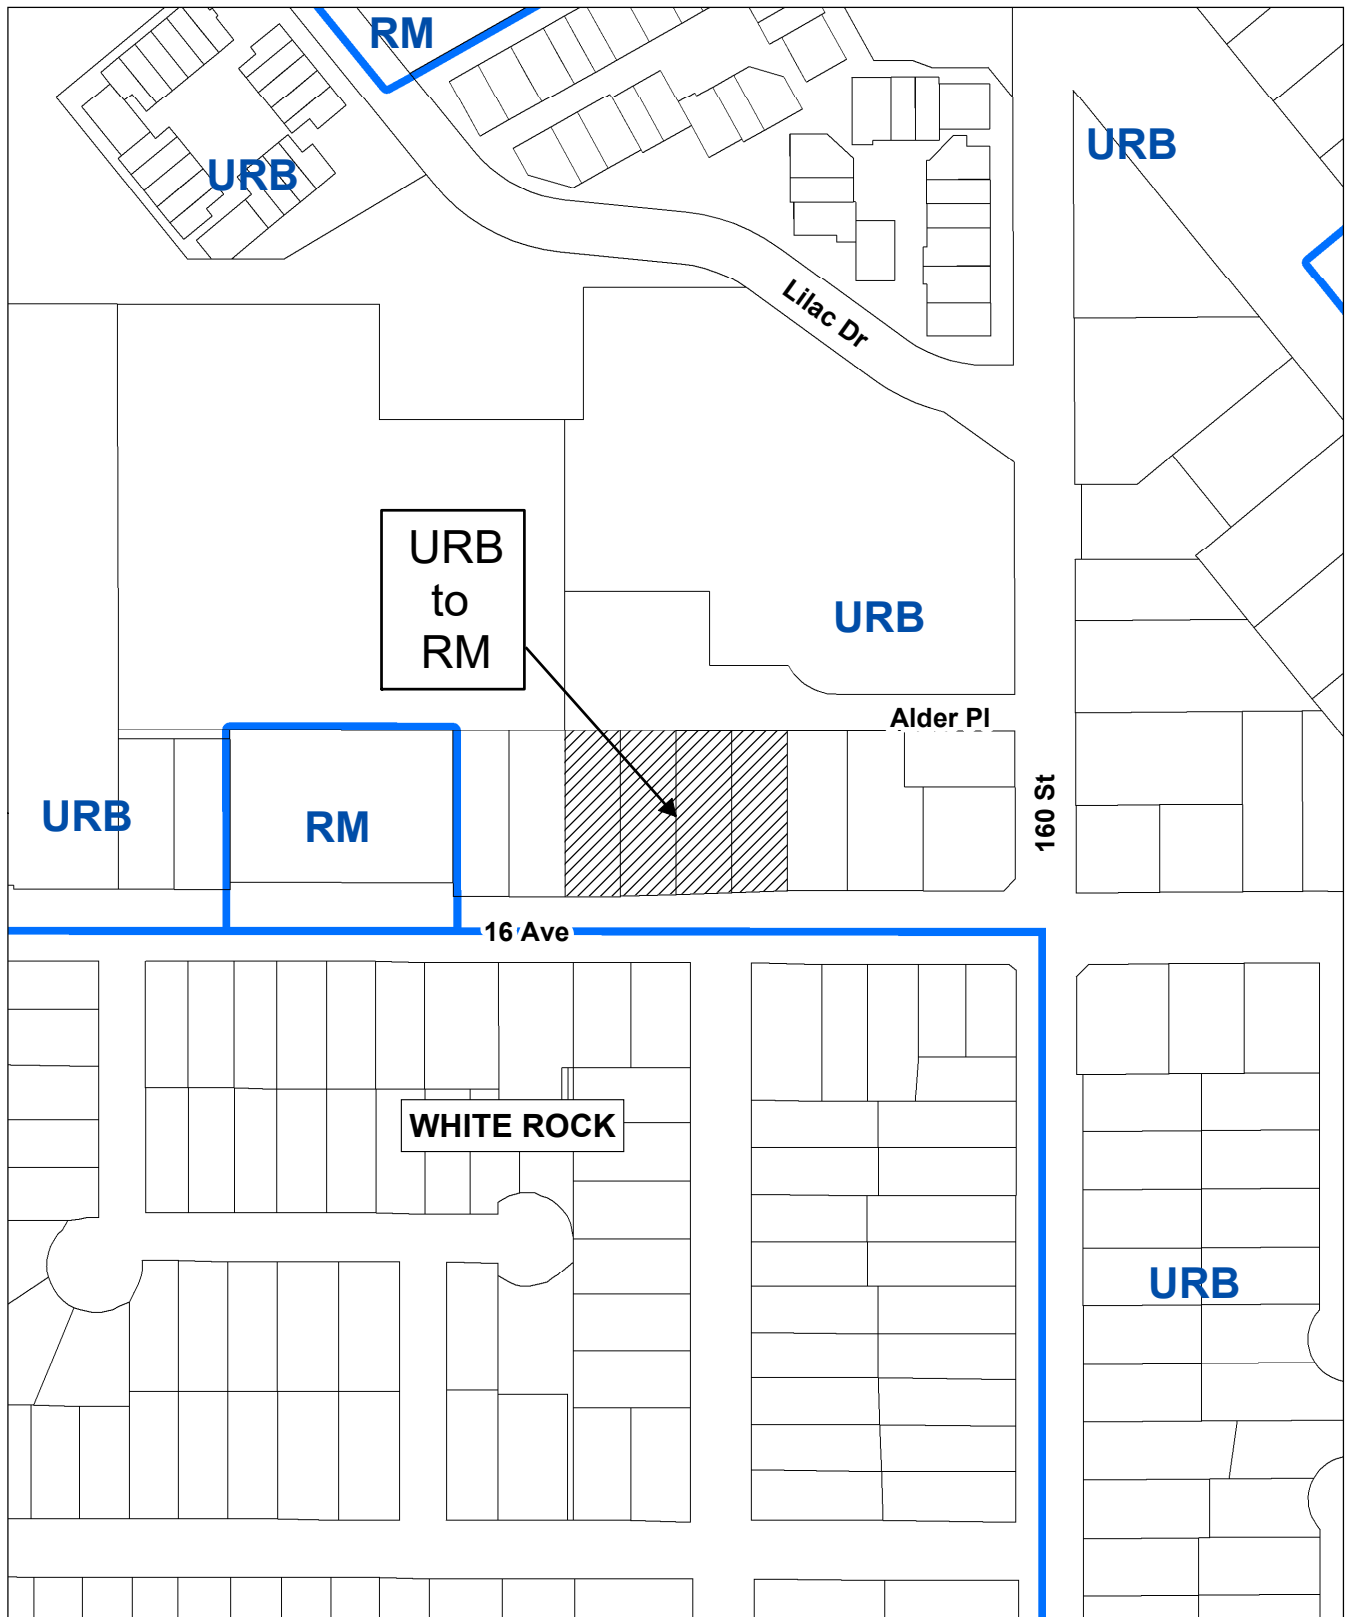 RM
URB
URB
Lilac Dr
URB
to
RM
URB
Alder Pl
160 St
URB
RM
16 Ave
WHITE ROCK
URB